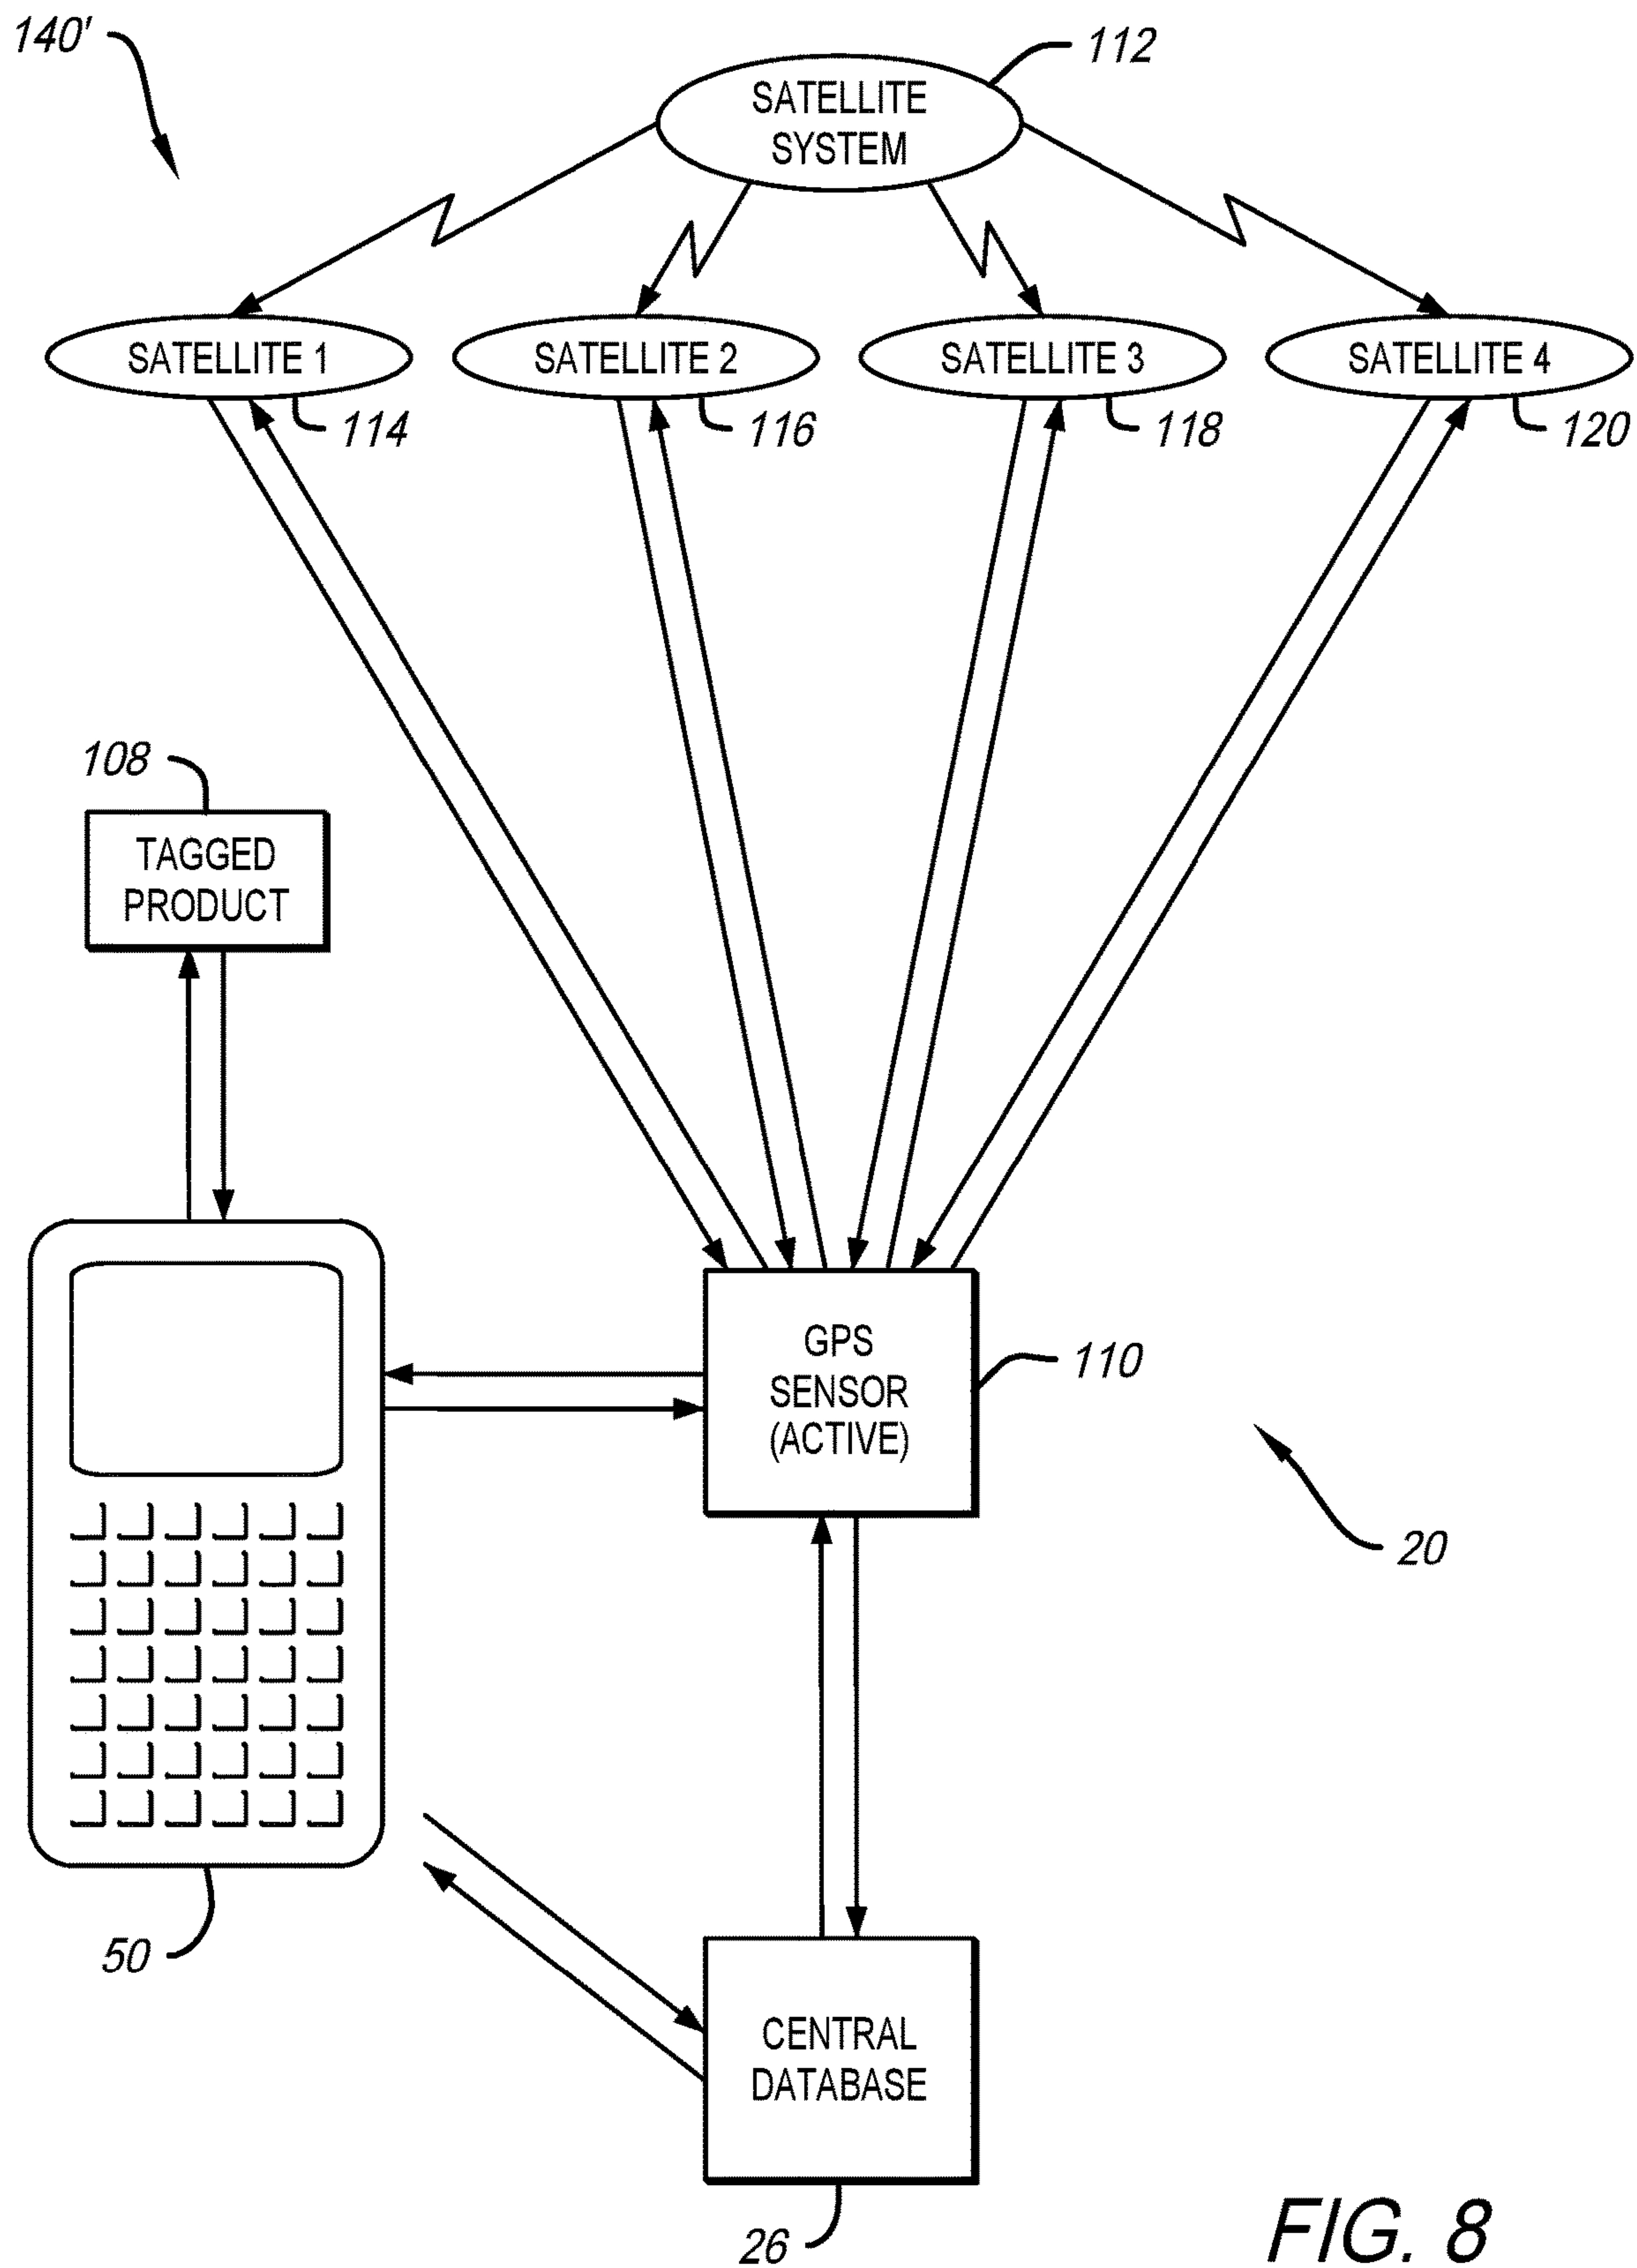 140'
112
SATELLITE
SYSTEM
SATELLITE 1
SATELLITE 2
SATELLITE 3
SATELLITE 4
114
116
118
120
108
TAGGED
PRODUCT
GPS
SENSOR
(ACTIVE)
110
20
50
CENTRAL
DATABASE
26
FIG. 8